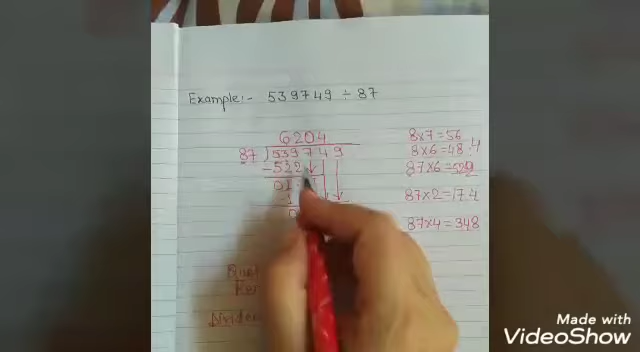 Example:- 539749 ÷ 87
6204
87 ) 539749
8×7=56
-522
8×6=48
87×6=522
01
87×2=174
87×4=348
Made with
VideoShow